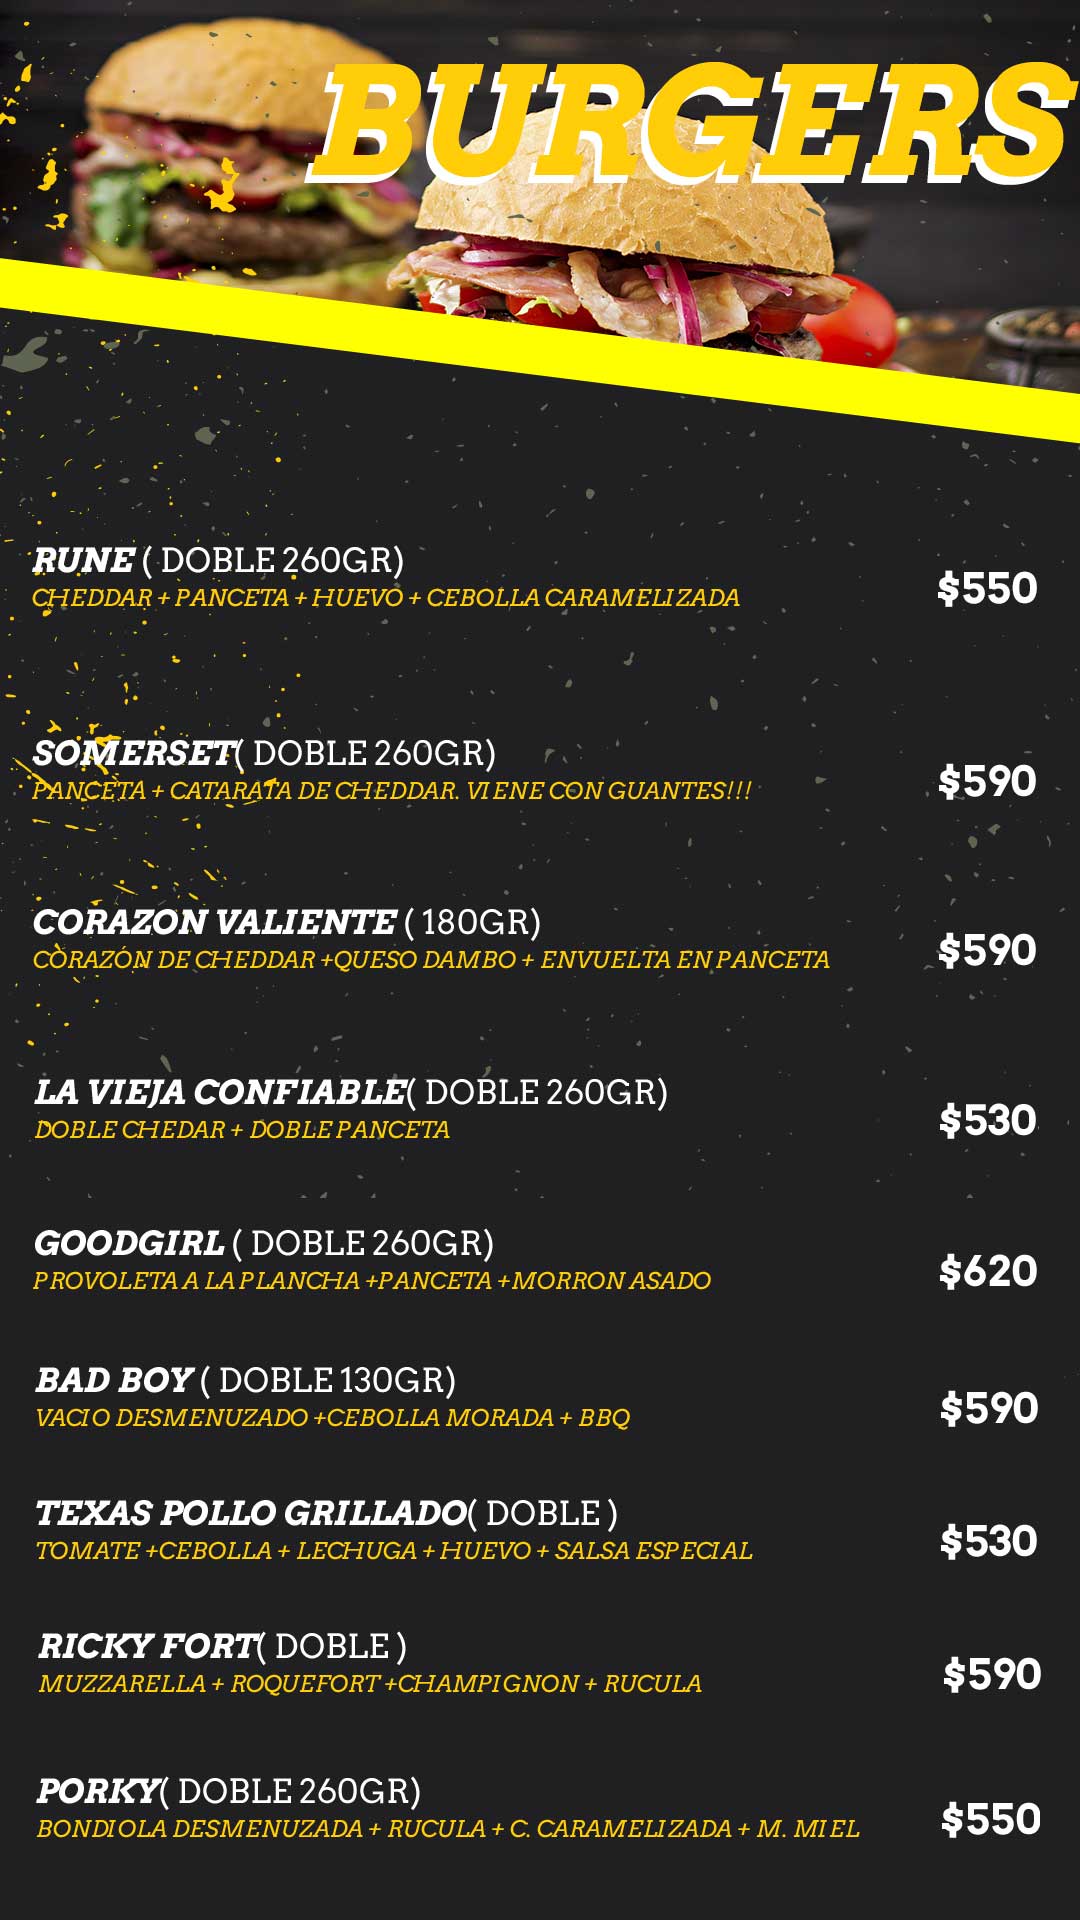 BURGERS
RUNE ( DOBLE 260GR)
CHEDDAR + PANCETA + HUEVO + CEBOLLA CARAMELIZADA
$550
SOMERSET( DOBLE 260GR)
PANCETA + CATARATA DE CHEDDAR. VIENE CON GUANTES!!!
$590
CORAZON VALIENTE ( 180GR)
CORAZÓN DE CHEDDAR +QUESO DAMBO + ENVUELTA EN PANCETA
$590
LA VIEJA CONFIABLE( DOBLE 260GR)
DOBLE CHEDAR + DOBLE PANCETA
$530
GOODGIRL ( DOBLE 260GR)
PROVOLETA A LA PLANCHA +PANCETA +MORRON ASADO
$620
BAD BOY ( DOBLE 130GR)
VACIO DESMENUZADO +CEBOLLA MORADA + BBQ
$590
TEXAS POLLO GRILLADO( DOBLE )
TOMATE +CEBOLLA + LECHUGA + HUEVO + SALSA ESPECIAL
$530
RICKY FORT( DOBLE )
MUZZARELLA + ROQUEFORT +CHAMPIGNON + RUCULA
$590
PORKY( DOBLE 260GR)
BONDIOLA DESMENUZADA + RUCULA + C. CARAMELIZADA + M. MIEL
$550